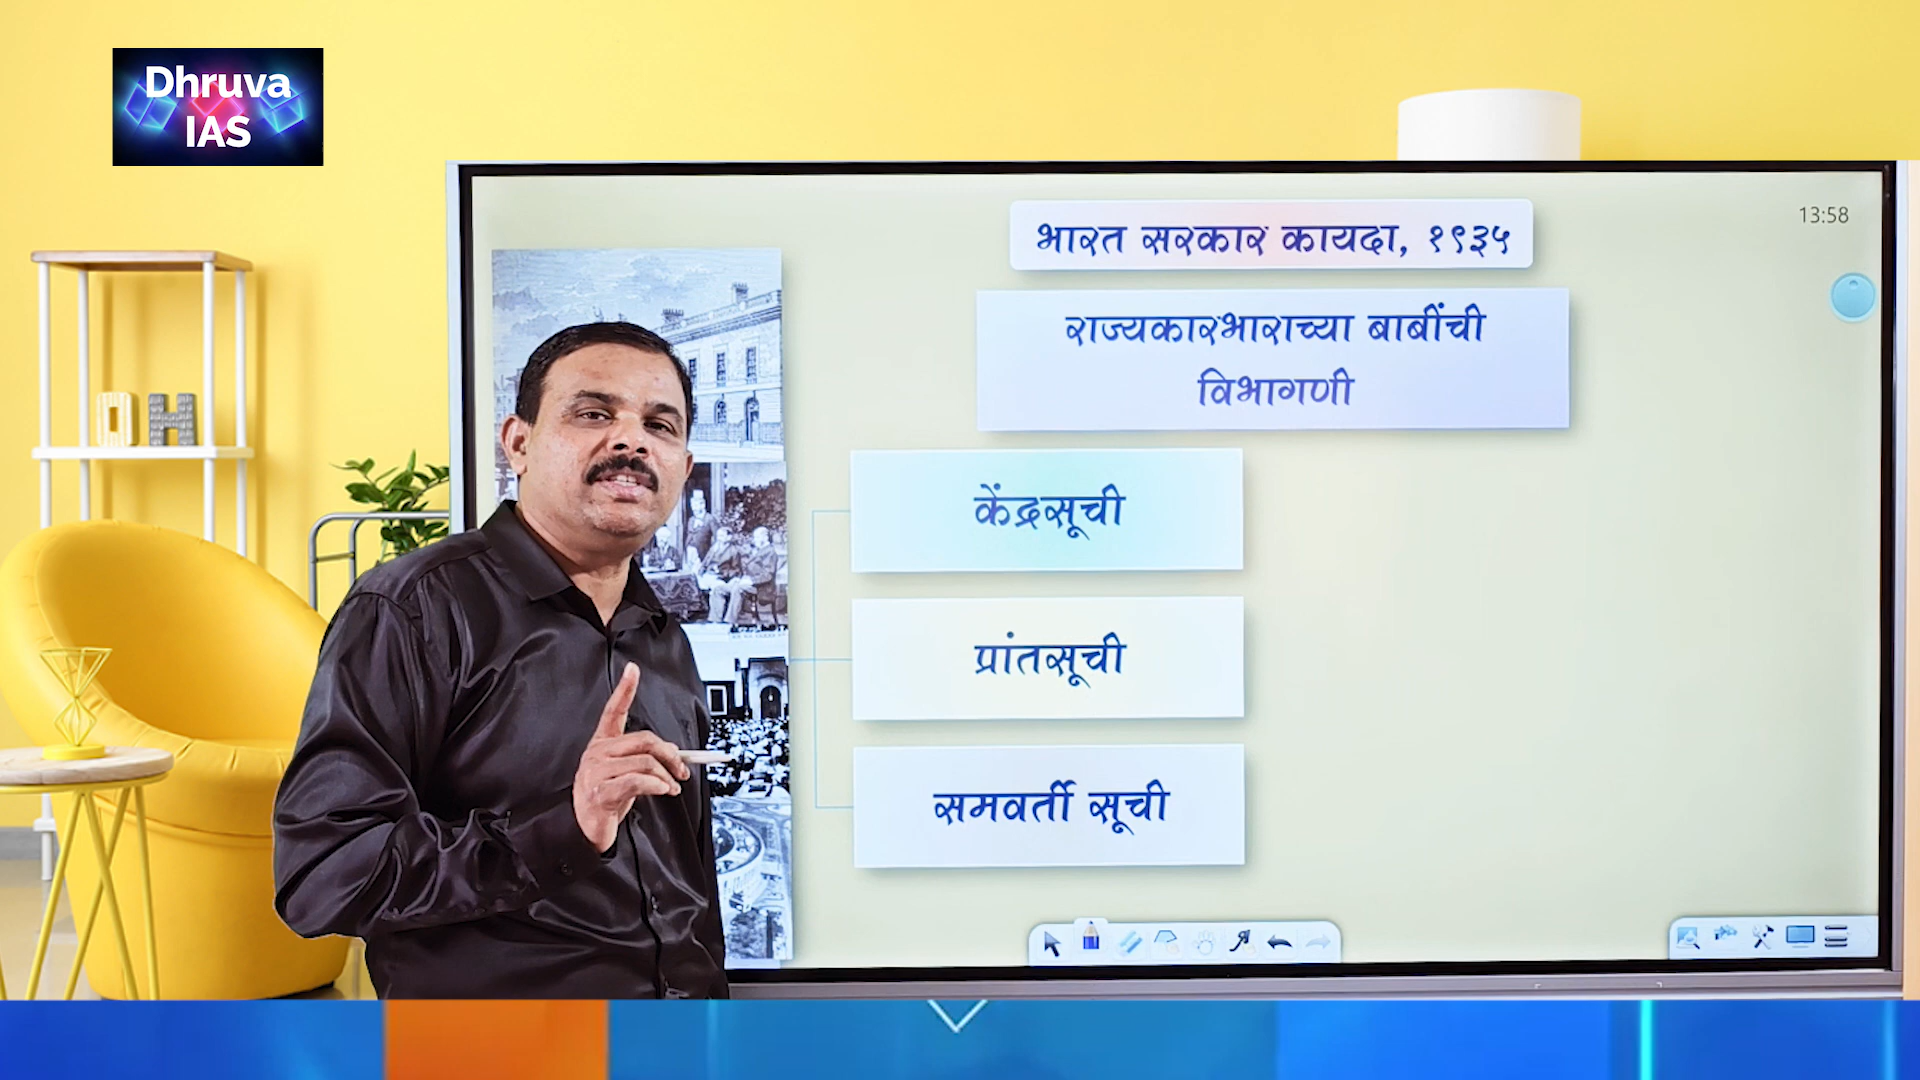 Dhruva
IAS
13:58
भारत सरकार कायदा, १९३५
राज्यकारभाराच्या बाबींची
विभागणी
केंद्रसूची
प्रांतसूची
समवर्ती सूची